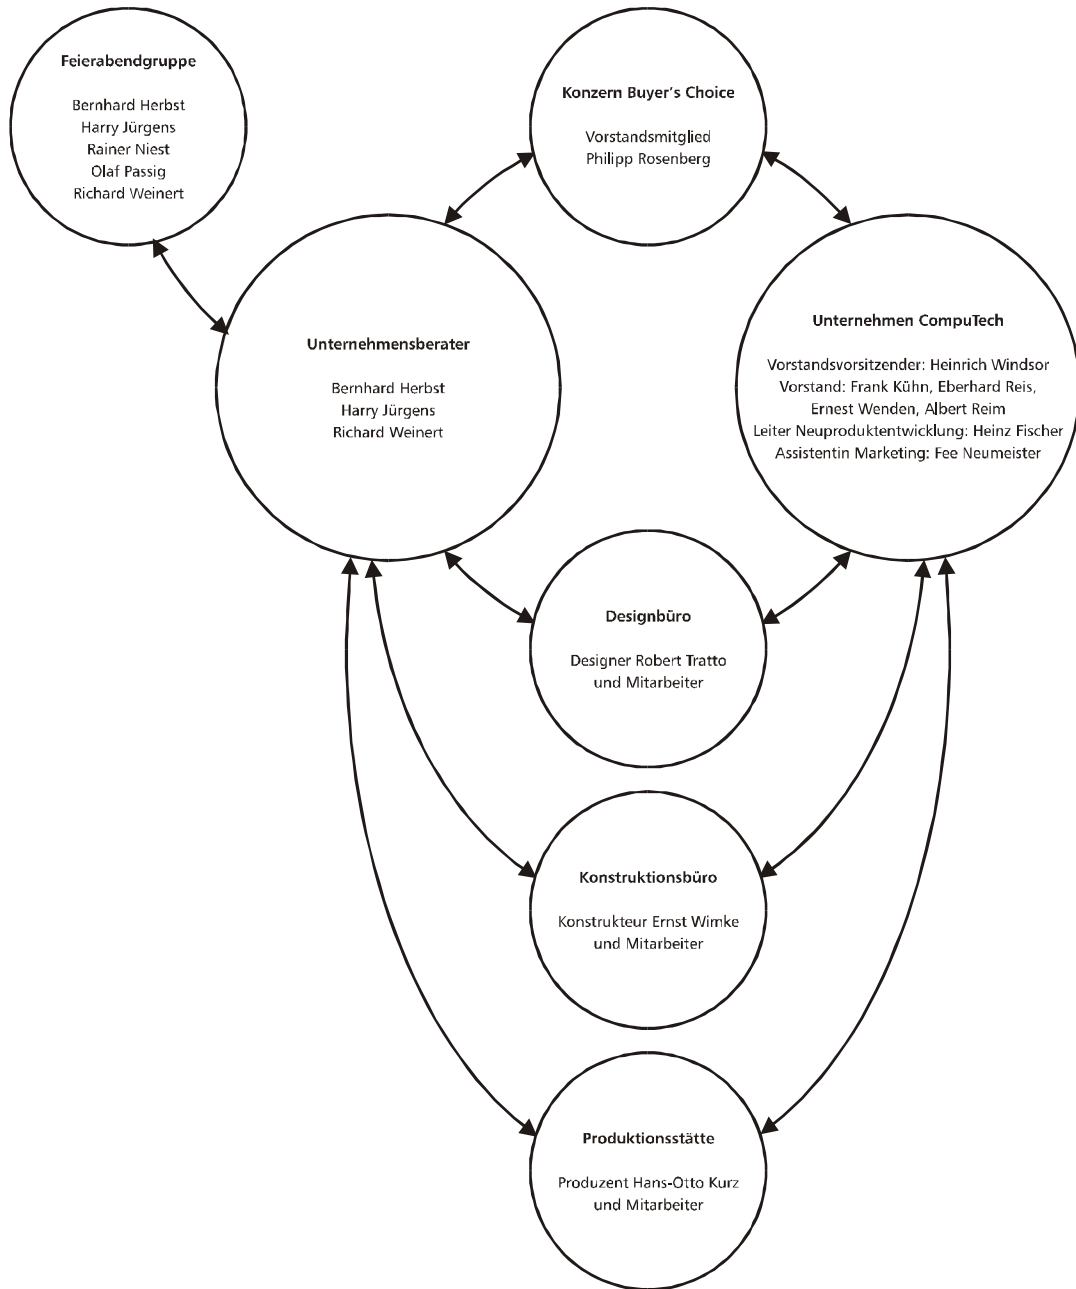 Feierabendgruppe
Bernhard Herbst
Harry Jürgens
Rainer Niest
Olaf Passig
Richard Weinert
Konzern Buyer's Choice
Vorstandsmitglied
Philipp Rosenberg
Unternehmensberater
Bernhard Herbst
Harry Jürgens
Richard Weinert
Unternehmen CompuTech
Vorstandsvorsitzender: Heinrich Windsor
Vorstand: Frank Kühn, Eberhard Reis,
Ernest Wenden, Albert Reim
Leiter Neuproduktentwicklung: Heinz Fischer
Assistentin Marketing: Fee Neumeister
Designbüro
Designer Robert Tratto
und Mitarbeiter
Konstruktionsbüro
Konstrukteur Ernst Wimke
und Mitarbeiter
Produktionsstätte
Produzent Hans-Otto Kurz
und Mitarbeiter